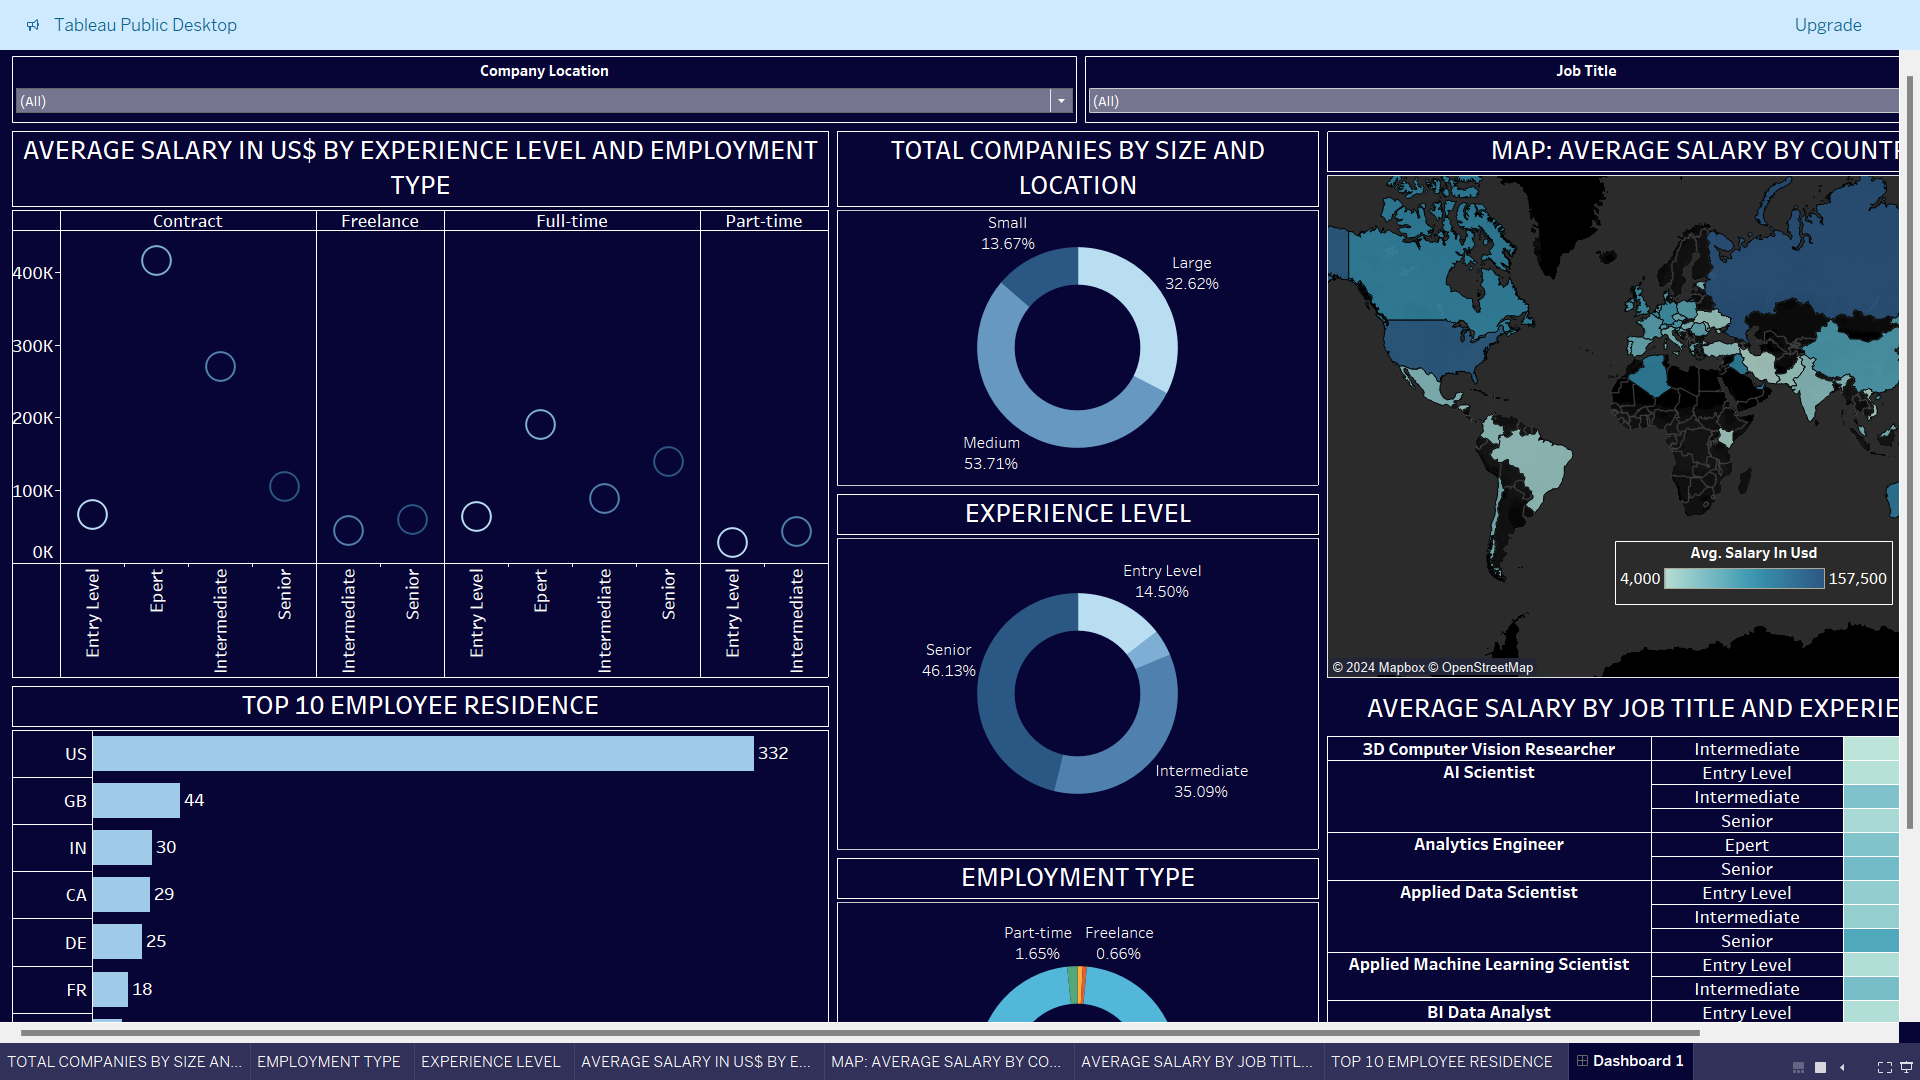 Tableau Public Desktop
Upgrade
Company Location
(All)
Job Title
(All)
AVERAGE SALARY IN US$ BY EXPERIENCE LEVEL AND EMPLOYMENT
TYPE
Contract
Freelance
Full-time
Part-time
400K
300K
200K
100K
0K
Entry Level
Epert
Intermediate
Senior
Intermediate
Senior
Entry Level
Epert
Intermediate
Senior
Entry Level
Intermediate
TOP 10 EMPLOYEE RESIDENCE
US 332
GB 44
IN 30
CA 29
DE 25
FR 18
TOTAL COMPANIES BY SIZE AND
LOCATION
Small
13.67%
Large
32.62%
Medium
53.71%
EXPERIENCE LEVEL
Entry Level
14.50%
Senior
46.13%
Intermediate
35.09%
EMPLOYMENT TYPE
Part-time
1.65%
Freelance
0.66%
MAP: AVERAGE SALARY BY COUNTR
Avg. Salary In Usd
4,000
157,500
© 2024 Mapbox © OpenStreetMap
AVERAGE SALARY BY JOB TITLE AND EXPERIE
3D Computer Vision Researcher Intermediate
AI Scientist Entry Level
Intermediate
Senior
Analytics Engineer Epert
Senior
Applied Data Scientist Entry Level
Intermediate
Senior
Applied Machine Learning Scientist Entry Level
Intermediate
BI Data Analyst Entry Level
TOTAL COMPANIES BY SIZE AN...
EMPLOYMENT TYPE
EXPERIENCE LEVEL
AVERAGE SALARY IN US$ BY E...
MAP: AVERAGE SALARY BY CO...
AVERAGE SALARY BY JOB TITL...
TOP 10 EMPLOYEE RESIDENCE
Dashboard 1